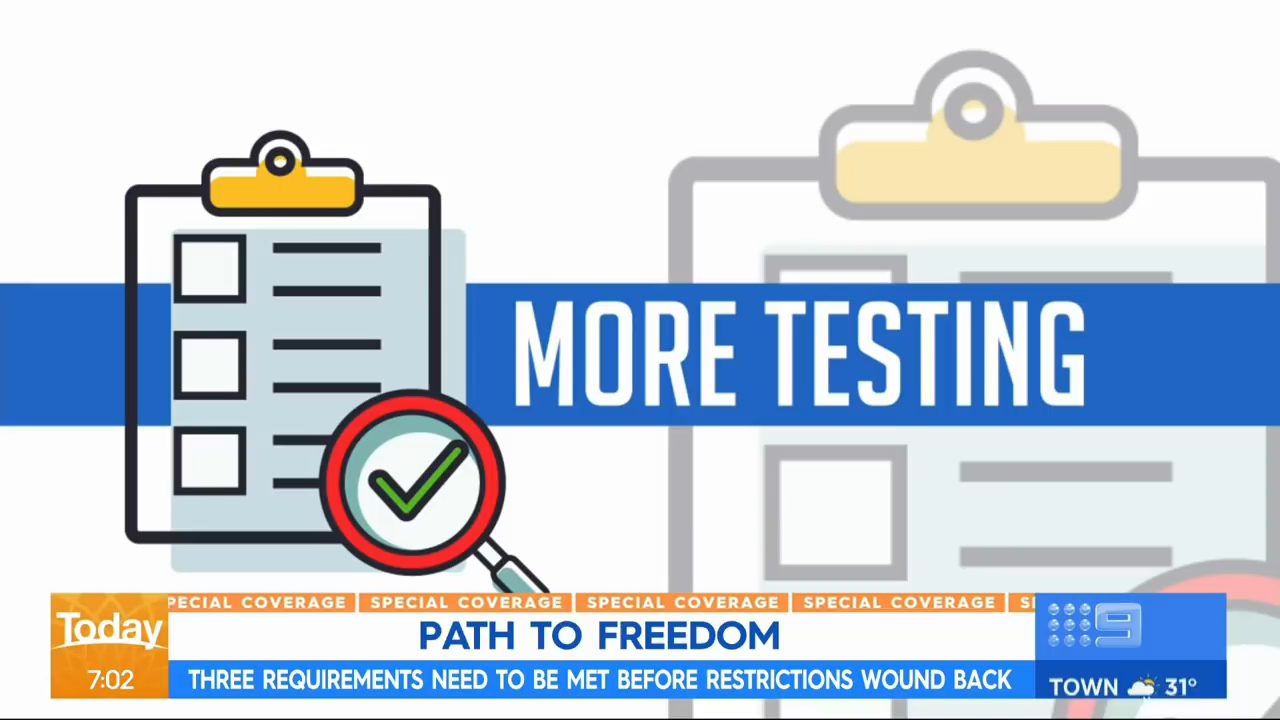 MORE TESTING
PECIAL COVERAGE SPECIAL COVERAGE SPECIAL COVERAGE SPECIAL COVERAGE S
Today
PATH TO FREEDOM
9
7:02
THREE REQUIREMENTS NEED TO BE MET BEFORE RESTRICTIONS WOUND BACK
TOWN 31°